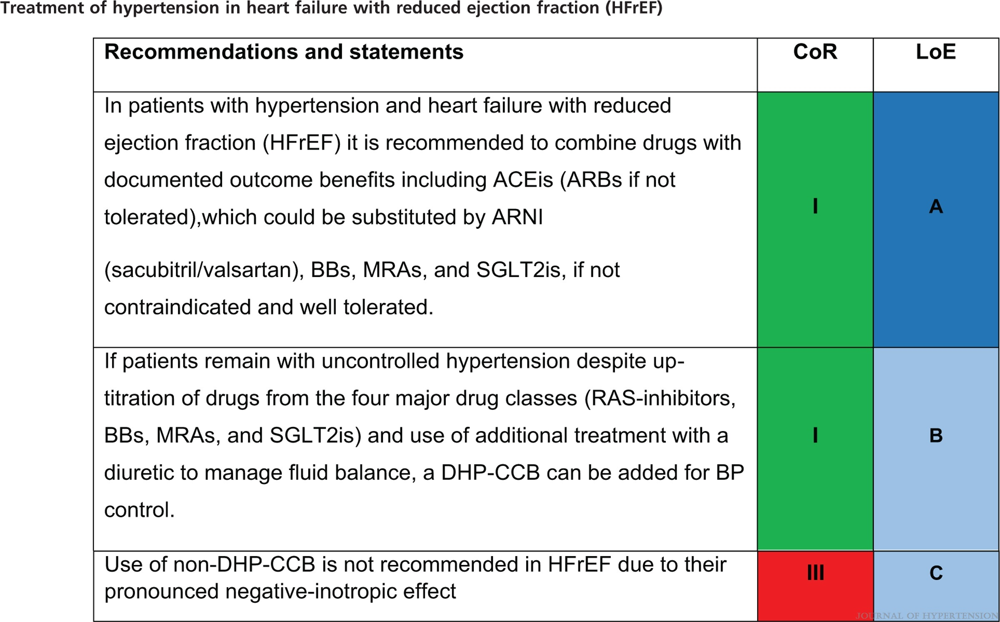 Treatment of hypertension in heart failure with reduced ejection fraction (HFrEF)
Recommendations and statements
CoR
LoE
In patients with hypertension and heart failure with reduced
ejection fraction (HFrEF) it is recommended to combine drugs with
documented outcome benefits including ACEis (ARBs if not
tolerated),which could be substituted by ARNI
(sacubitril/valsartan), BBs, MRAs, and SGLT2is, if not
contraindicated and well tolerated.
I
A
If patients remain with uncontrolled hypertension despite up-
titration of drugs from the four major drug classes (RAS-inhibitors,
BBs, MRAs, and SGLT2is) and use of additional treatment with a
diuretic to manage fluid balance, a DHP-CCB can be added for BP
control.
I
B
Use of non-DHP-CCB is not recommended in HFrEF due to their
pronounced negative-inotropic effect
III
C
JOURNAL OF HYPERTENSION